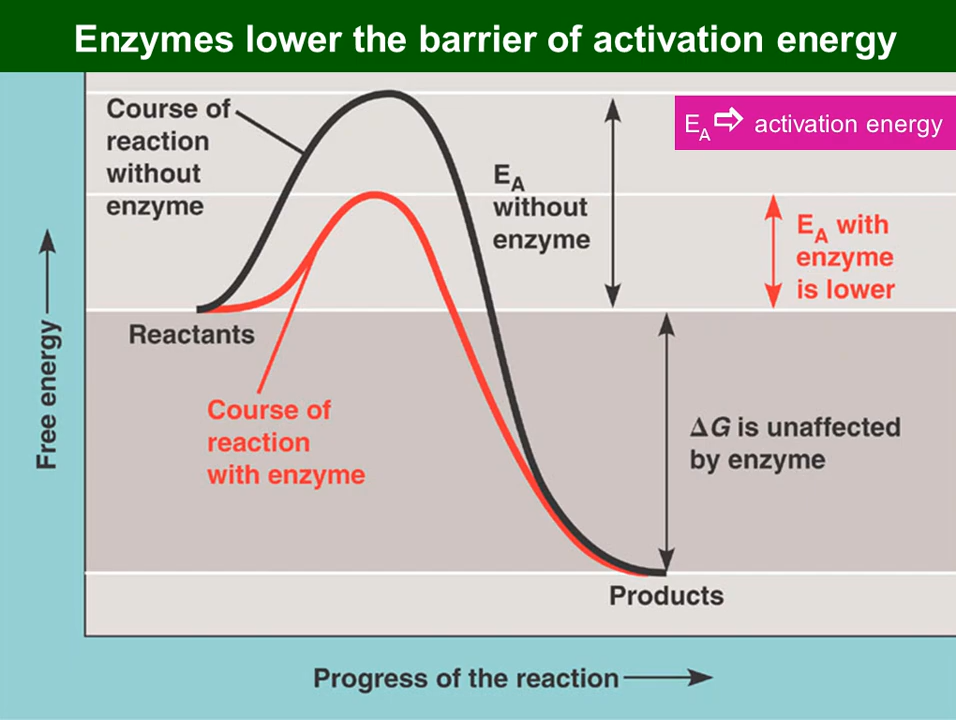 Enzymes lower the barrier of activation energy
Course of
reaction
without
enzyme
EA
without
enzyme
EA ⇨ activation energy
EA with
enzyme
is lower
Reactants
Course of
reaction
with enzyme
ΔG is unaffected
by enzyme
Products
Free energy →
Progress of the reaction →